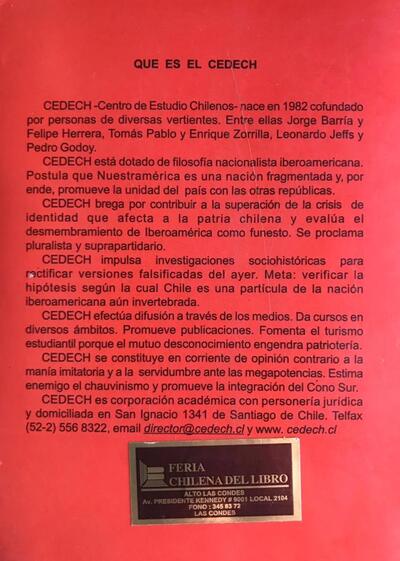 QUE ES EL CEDECH
CEDECH -Centro de Estudio Chilenos- nace en 1982 cofundado
por personas de diversas vertientes. Entre ellas Jorge Barría y
Felipe Herrera, Tomás Pablo y Enrique Zorrilla, Leonardo Jeffs y
Pedro Godoy.
CEDECH está dotado de filosofía nacionalista iberoamericana.
Postula que Nuestramérica es una nación fragmentada y, por
ende, promueve la unidad del país con las otras repúblicas.
CEDECH brega por contribuir a la superación de la crisis de
identidad que afecta a la patria chilena y evalúa el
desmembramiento de Iberoamérica como funesto. Se proclama
pluralista y suprapartidario.
CEDECH impulsa investigaciones sociohistóricas para
rectificar versiones falsificadas del ayer. Meta: verificar la
hipótesis según la cual Chile es una partícula de la nación
iberoamericana aún invertebrada.
CEDECH efectúa difusión a través de los medios. Da cursos en
diversos ámbitos. Promueve publicaciones. Fomenta el turismo
estudiantil porque el mutuo desconocimiento engendra patriotería.
CEDECH se constituye en corriente de opinión contrario a la
manía imitatoria y a la servidumbre ante las megapotencias. Estima
enemigo el chauvinismo y promueve la integración del Cono Sur.
CEDECH es corporación académica con personería jurídica
y domiciliada en San Ignacio 1341 de Santiago de Chile. Telfax
(52-2) 556 8322, email director@cedech.cl y www. cedech.cl
FERIA
CHILENA DEL LIBRO
ALTO LAS CONDES
Av. PRESIDENTE KENNEDY # 9001 LOCAL 2104
FONO : 345 83 72
LAS CONDES